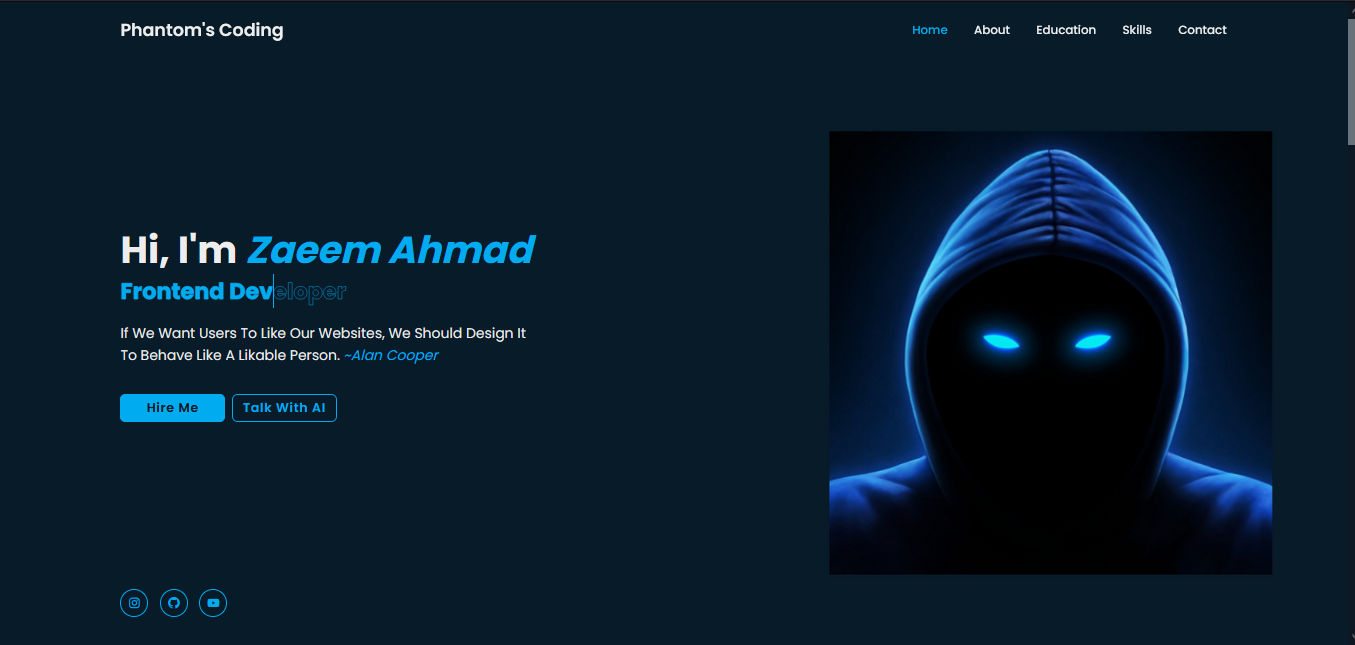 Phantom's Coding
Home About Education Skills Contact
Hi, I'm Zaeem Ahmad
Frontend Developer
If We Want Users To Like Our Websites, We Should Design It
To Behave Like A Likable Person. ~Alan Cooper
Hire Me
Talk With AI